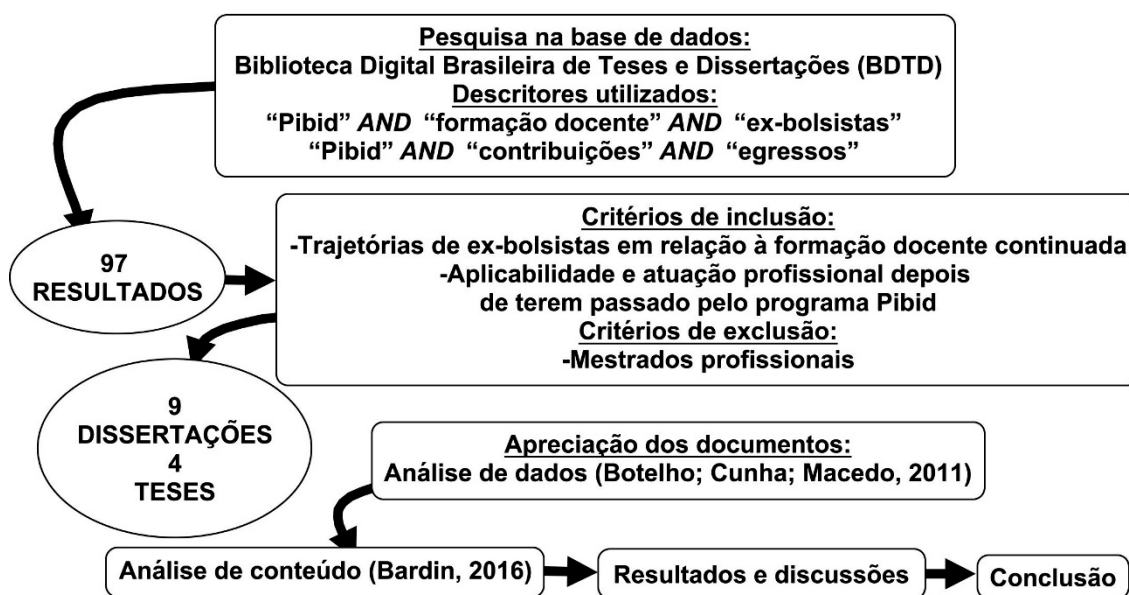 Pesquisa na base de dados:
Biblioteca Digital Brasileira de Teses e Dissertações (BDTD)
Descritores utilizados:
“Pibid” AND “formação docente” AND “ex-bolsistas”
“Pibid” AND “contribuições” AND “egressos”
97
RESULTADOS
Critérios de inclusão:
-Trajetórias de ex-bolsistas em relação à formação docente continuada
-Aplicabilidade e atuação profissional depois
de terem passado pelo programa Pibid
Critérios de exclusão:
-Mestrados profissionais
9
DISSERTAÇÕES
4
TESES
Apreciação dos documentos:
Análise de dados (Botelho; Cunha; Macedo, 2011)
Análise de conteúdo (Bardin, 2016)
Resultados e discussões
Conclusão